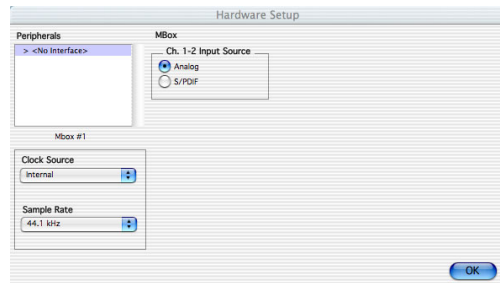 Hardware Setup
Peripherals
> <No Interface>
Mbox #1
Clock Source
Internal
Sample Rate
44.1 kHz
MBox
Ch. 1-2 Input Source
Analog
S/PDIF
OK